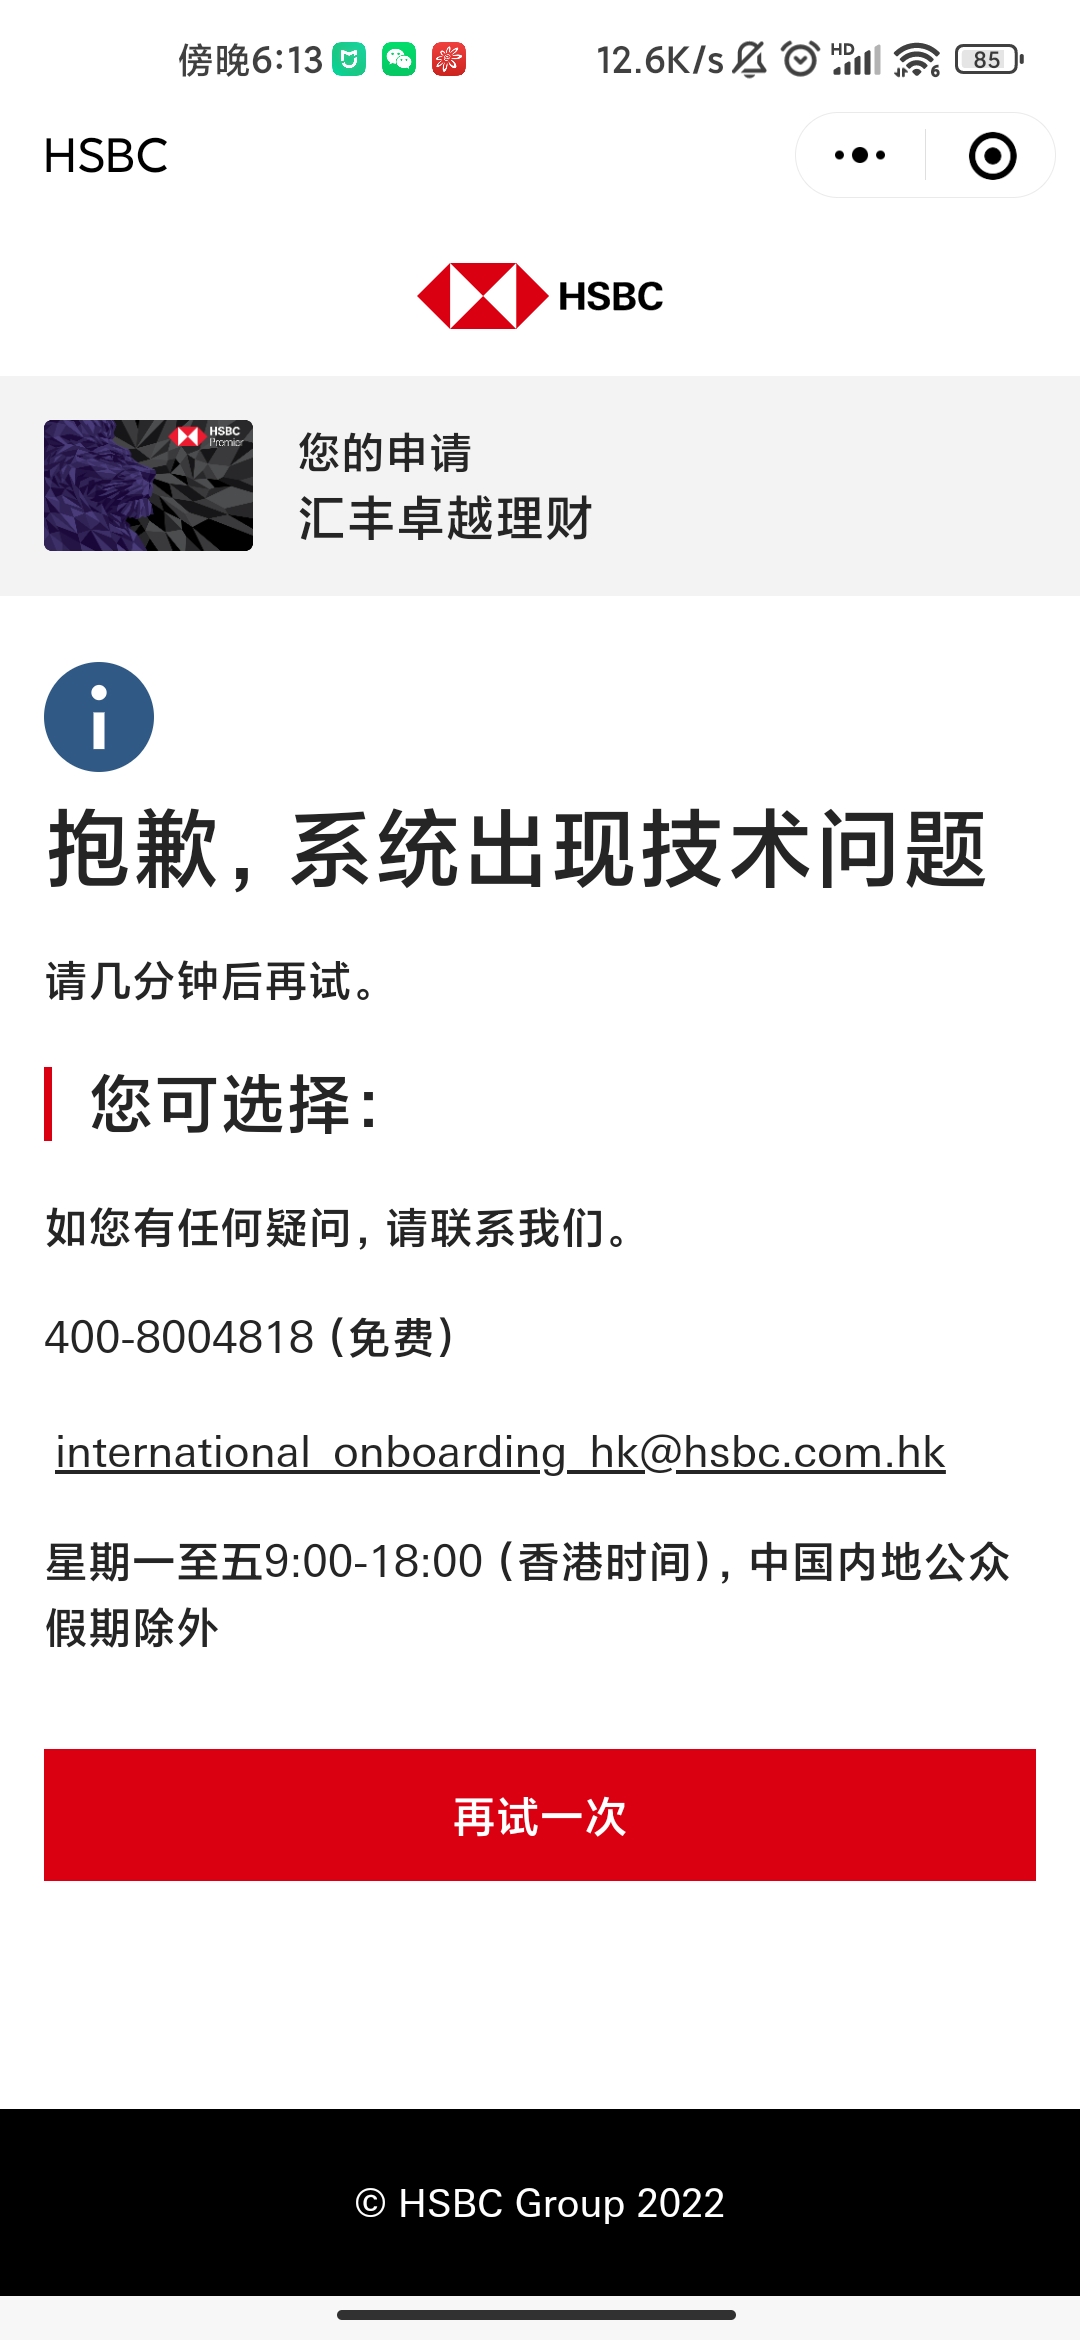 傍晚6:13
12.6K/s
HD
6
85
HSBC
HSBC
HSBC
Premier
您的申请
汇丰卓越理财
抱歉，系统出现技术问题
请几分钟后再试。
您可选择：
如您有任何疑问，请联系我们。
400-8004818（免费）
international_onboarding_hk@hsbc.com.hk
星期一至五9:00-18:00（香港时间），中国内地公众
假期除外
再试一次
© HSBC Group 2022